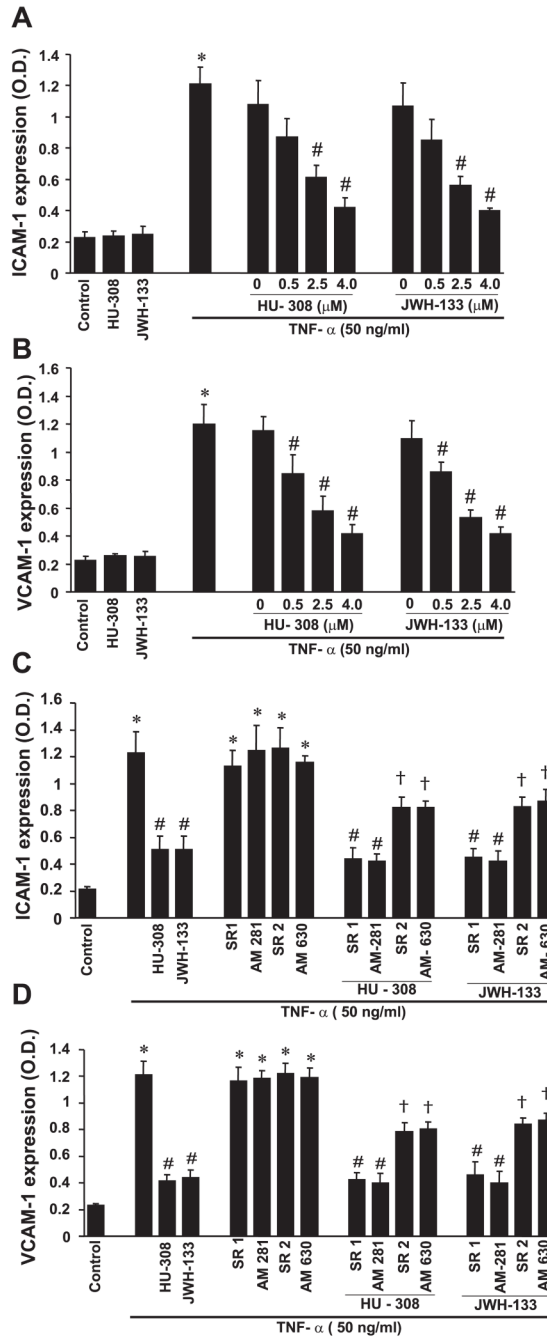 A
ICAM-1 expression (O.D.)
1.4
1.2
1
0.8
0.6
0.4
0.2
0
*
# #
# #
Control
HU-308
JWH-133
0 0.5 2.5 4.0
0 0.5 2.5 4.0
HU- 308 (μM)
JWH-133 (μM)
TNF- α (50 ng/ml)
B
VCAM-1 expression (O.D.)
1.6
1.4
1.2
1
0.8
0.6
0.4
0.2
0
*
# # #
# # #
Control
HU-308
JWH-133
0 0.5 2.5 4.0
0 0.5 2.5 4.0
HU- 308 (μM)
JWH-133 (μM)
TNF- α (50 ng/ml)
C
ICAM-1 expression (O.D.)
1.6
1.4
1.2
1
0.8
0.6
0.4
0.2
0
*
# #
* * * *
# # † †
# # † †
Control
HU-308
JWH-133
SR1
AM 281
SR 2
AM 630
SR 1
AM-281
SR 2
AM- 630
SR 1
AM-281
SR 2
AM- 630
HU - 308
JWH-133
TNF- α ( 50 ng/ml)
D
VCAM-1 expression (O.D.)
1.4
1.2
1
0.8
0.6
0.4
0.2
0
*
# #
* * * *
# # † †
# # † †
Control
HU-308
JWH-133
SR 1
AM 281
SR 2
AM 630
SR 1
AM 281
SR 2
AM 630
SR 1
AM-281
SR 2
AM 630
HU - 308
JWH-133
TNF- α ( 50 ng/ml)